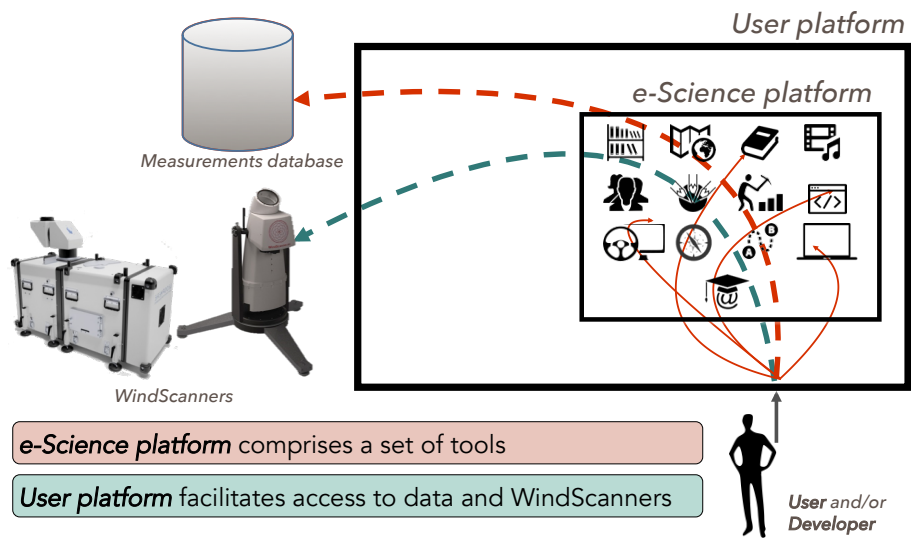 User platform
e-Science platform
Measurements database
</>
A
B
@
WindScanners
e-Science platform comprises a set of tools
User platform facilitates access to data and WindScanners
User and/or
Developer